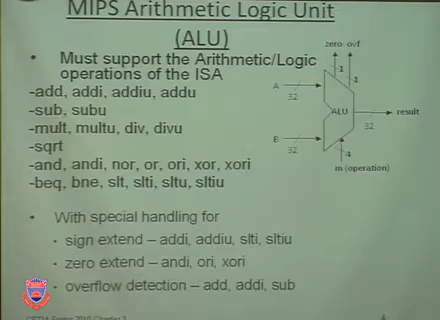 MIPS Arithmetic Logic Unit
(ALU)
• Must support the Arithmetic/Logic
operations of the ISA
-add, addi, addiu, addu
-sub, subu
-mult, multu, div, divu
-sqrt
-and, andi, nor, or, ori, xor, xori
-beq, bne, slt, slti, sltu, sltiu
• With special handling for
• sign extend – addi, addiu, slti, sltiu
• zero extend – andi, ori, xori
• overflow detection – add, addi, sub
zero ovf
1
1
A
32
ALU
result
32
B
32
4
m (operation)